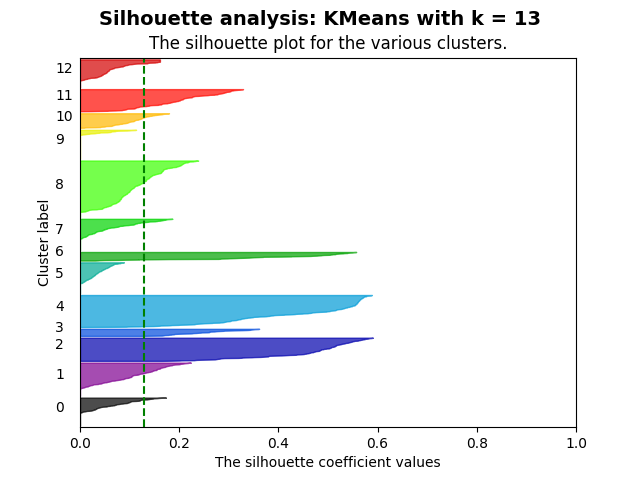 Silhouette analysis: KMeans with k = 13
The silhouette plot for the various clusters.
12
11
10
9
8
7
6
5
4
3
2
1
0
Cluster label
0.0 0.2 0.4 0.6 0.8 1.0
The silhouette coefficient values